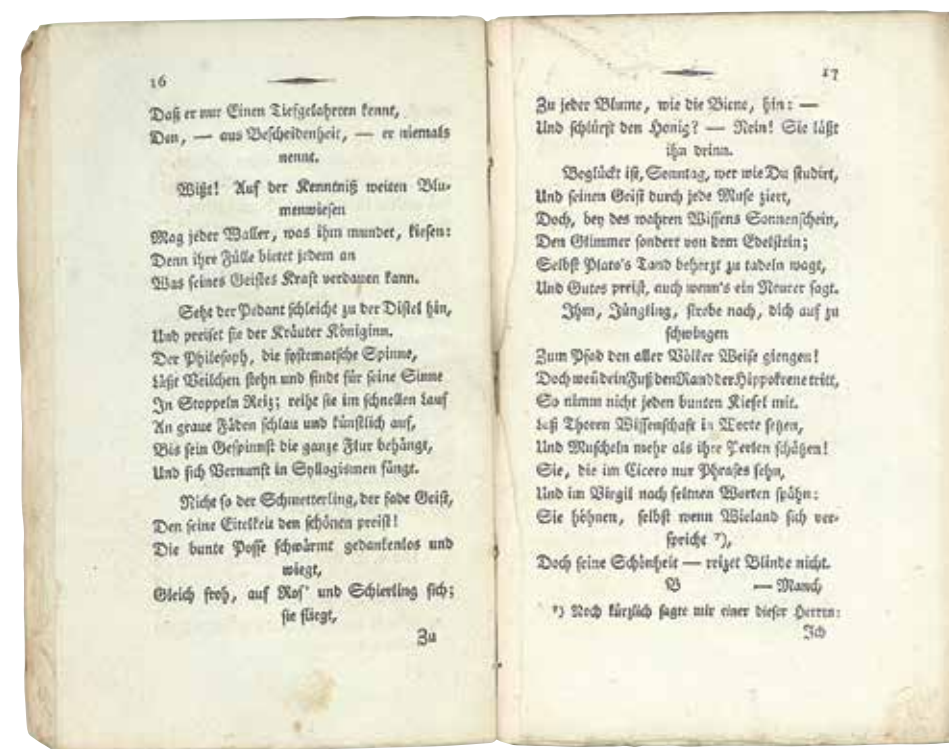 16
Daß er nur Einen Tiefgelahrten kennt,
Den, — aus Bescheidenheit, — er niemals
nennt.
Wißt! Auf der Kenntniß weiten Blu-
menwiesen
Mag jeder Waller, was ihm mundet, kiesen:
Denn ihre Fülle bietet jedem an
Was seines Geistes Kraft verdauen kann.
Seht der Pedant schleicht zu der Distel hin,
Und preiset sie der Kräuter Königinn.
Der Philosoph, die systematsche Spinne,
Läßt Veilchen stehn und findt für seine Sinne
In Stoppeln Reiz; reiht sie im schnellen Lauf
An graue Fäden schlau und künstlich auf,
Bis sein Gespinnst die ganze Flur behängt,
Und sich Vernunft in Syllogismen fängt.
Nicht so der Schmetterling, der fade Geist,
Den seine Eitelkeit den schönen preist!
Die bunte Posse schwärmt gedankenlos und
wiegt,
Gleich froh, auf Ros' und Schierling sich;
sie fliegt,
Zu
17
Zu jeder Blume, wie die Biene, hin: —
Und schlürft den Honig? — Nein! Sie läßt
ihn drinn.
Beglückt ist, Sonntag, wer wie Du studirt,
Und seinen Geist durch jede Muse ziert,
Doch, bey des wahren Wissens Sonnenschein,
Den Glimmer sondert von dem Edelstein;
Selbst Plato's Tand beherzt zu tadeln wagt,
Und Gutes preist, auch wenn's ein Neurer sagt.
Ihm, Jüngling, strebe nach, dich auf zu
schwingen
Zum Pfad den aller Völker Weise giengen!
Doch weñ dein Fuß den Rand der Hippokrene tritt,
So nimm nicht jeden bunten Kiesel mit.
Laß Thoren Wissenschaft in Worte setzen,
Und Muscheln mehr als ihre Perlen schätzen!
Sie, die im Cicero nur Phrases sehn,
Und im Virgil nach seltnen Worten spähn:
Sie höhnen, selbst wenn Wieland sich ver-
spricht ⁷),
Doch seine Schönheit — reizet Blinde nicht.
B — Manch
⁷) Noch kürzlich sagte mir einer dieser Herren:
Ich